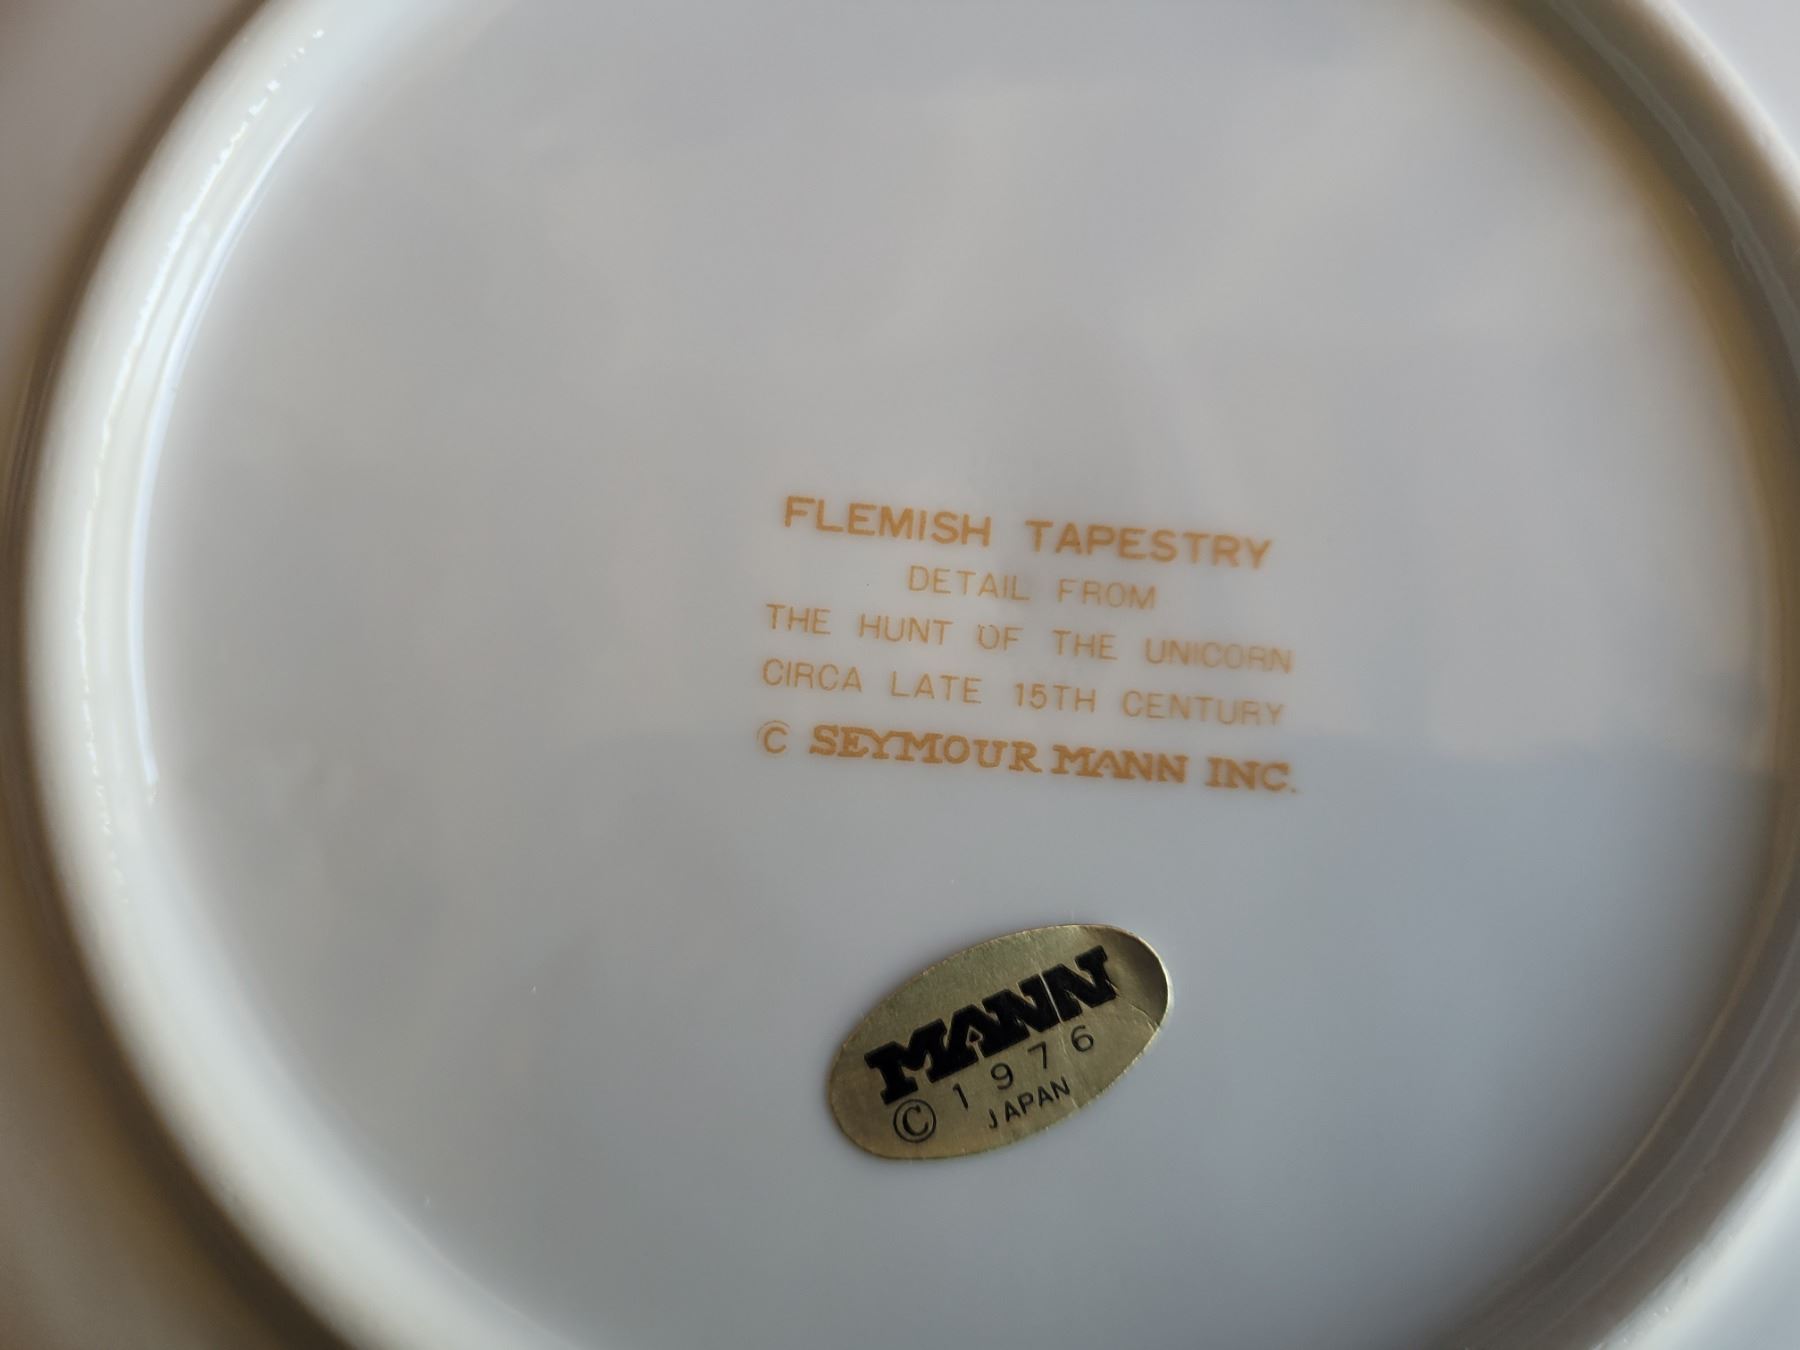 FLEMISH TAPESTRY
DETAIL FROM
THE HUNT OF THE UNICORN
CIRCA LATE 15TH CENTURY
© SEYMOUR MANN INC.
MANN
© 1976
JAPAN